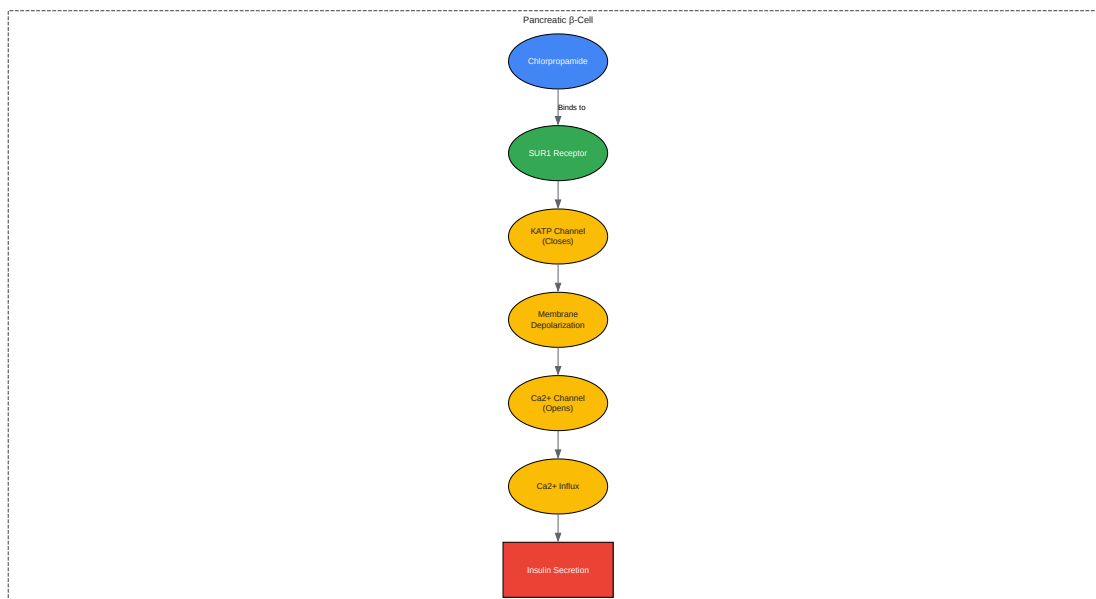 Pancreatic β-Cell
Chlorpropamide
Binds to
SUR1 Receptor
KATP Channel
(Closes)
Membrane
Depolarization
Ca2+ Channel
(Opens)
Ca2+ Influx
Insulin Secretion